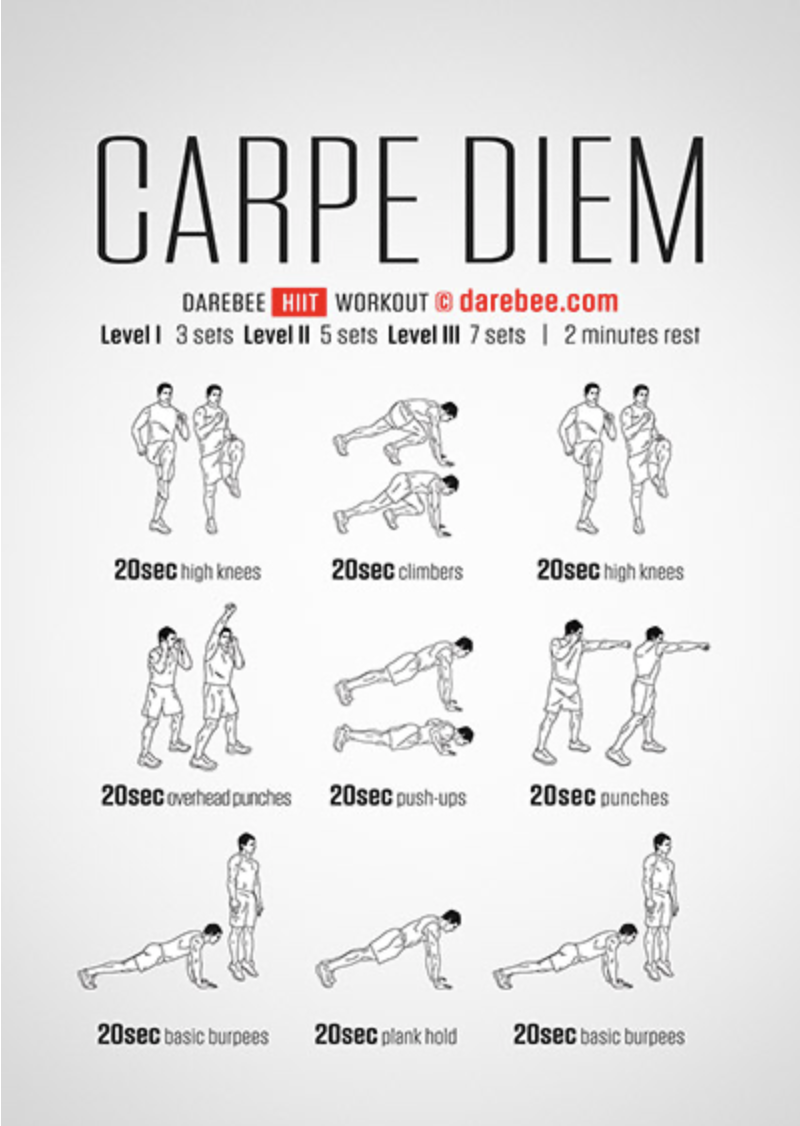 CARPE DIEM
DAREBEE HIIT WORKOUT © darebee.com
Level I 3 sets Level II 5 sets Level III 7 sets | 2 minutes rest
20sec high knees
20sec climbers
20sec high knees
20sec overhead punches
20sec push-ups
20sec punches
20sec basic burpees
20sec plank hold
20sec basic burpees